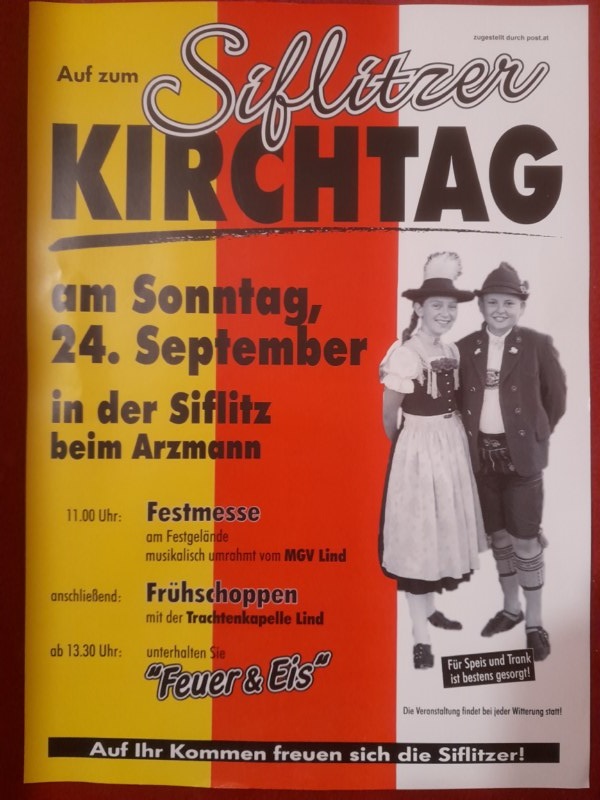 zugestellt durch post.at
Auf zum Siflitzer
KIRCHTAG
am Sonntag,
24. September
in der Siflitz
beim Arzmann
11.00 Uhr: Festmesse
am Festgelände
musikalisch umrahmt vom MGV Lind
anschließend: Frühschoppen
mit der Trachtenkapelle Lind
ab 13.30 Uhr: unterhalten Sie
"Feuer & Eis"
Für Speis und Trank
ist bestens gesorgt!
Die Veranstaltung findet bei jeder Witterung statt!
Auf Ihr Kommen freuen sich die Siflitzer!